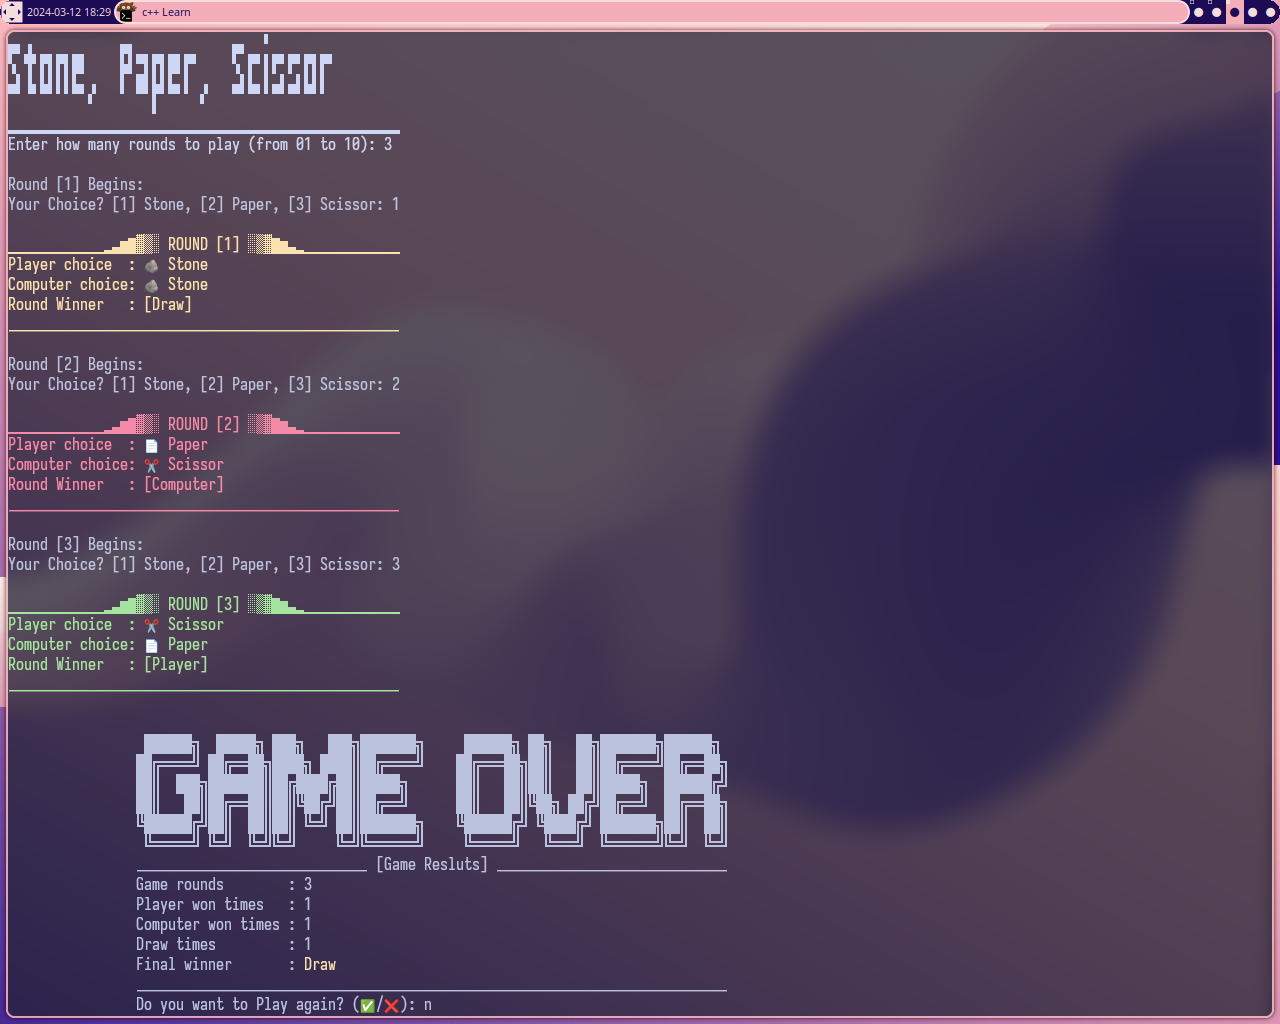 2024-03-12 18:29 c++ Learn
Stone, Paper, Scissor
Enter how many rounds to play (from 01 to 10): 3
Round [1] Begins:
Your Choice? [1] Stone, [2] Paper, [3] Scissor: 1
ROUND [1]
Player choice : 🪨 Stone
Computer choice: 🪨 Stone
Round Winner : [Draw]
Round [2] Begins:
Your Choice? [1] Stone, [2] Paper, [3] Scissor: 2
ROUND [2]
Player choice : 📄 Paper
Computer choice: ✂️ Scissor
Round Winner : [Computer]
Round [3] Begins:
Your Choice? [1] Stone, [2] Paper, [3] Scissor: 3
ROUND [3]
Player choice : ✂️ Scissor
Computer choice: 📄 Paper
Round Winner : [Player]
GAME OVER
[Game Resluts]
Game rounds : 3
Player won times : 1
Computer won times : 1
Draw times : 1
Final winner : Draw
Do you want to Play again? (✅/❌): n